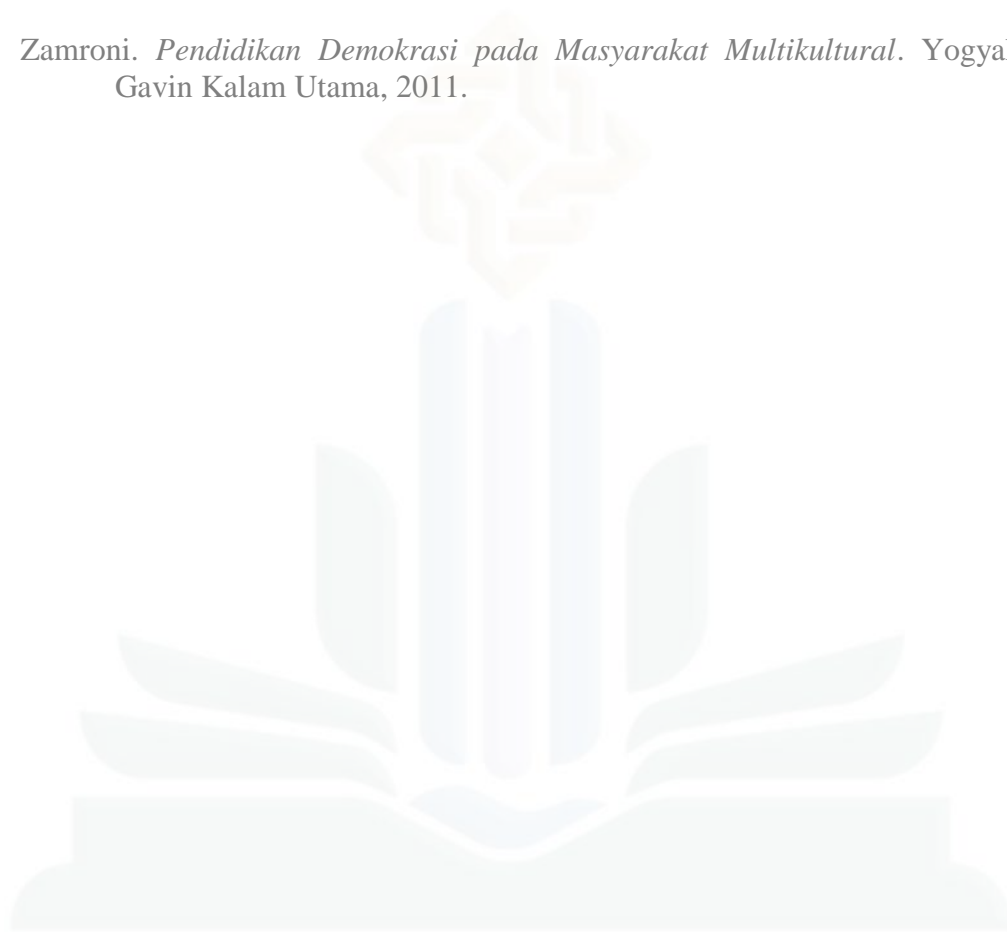 Zamroni. Pendidikan Demokrasi pada Masyarakat Multikultural. Yogya
Gavin Kalam Utama, 2011.